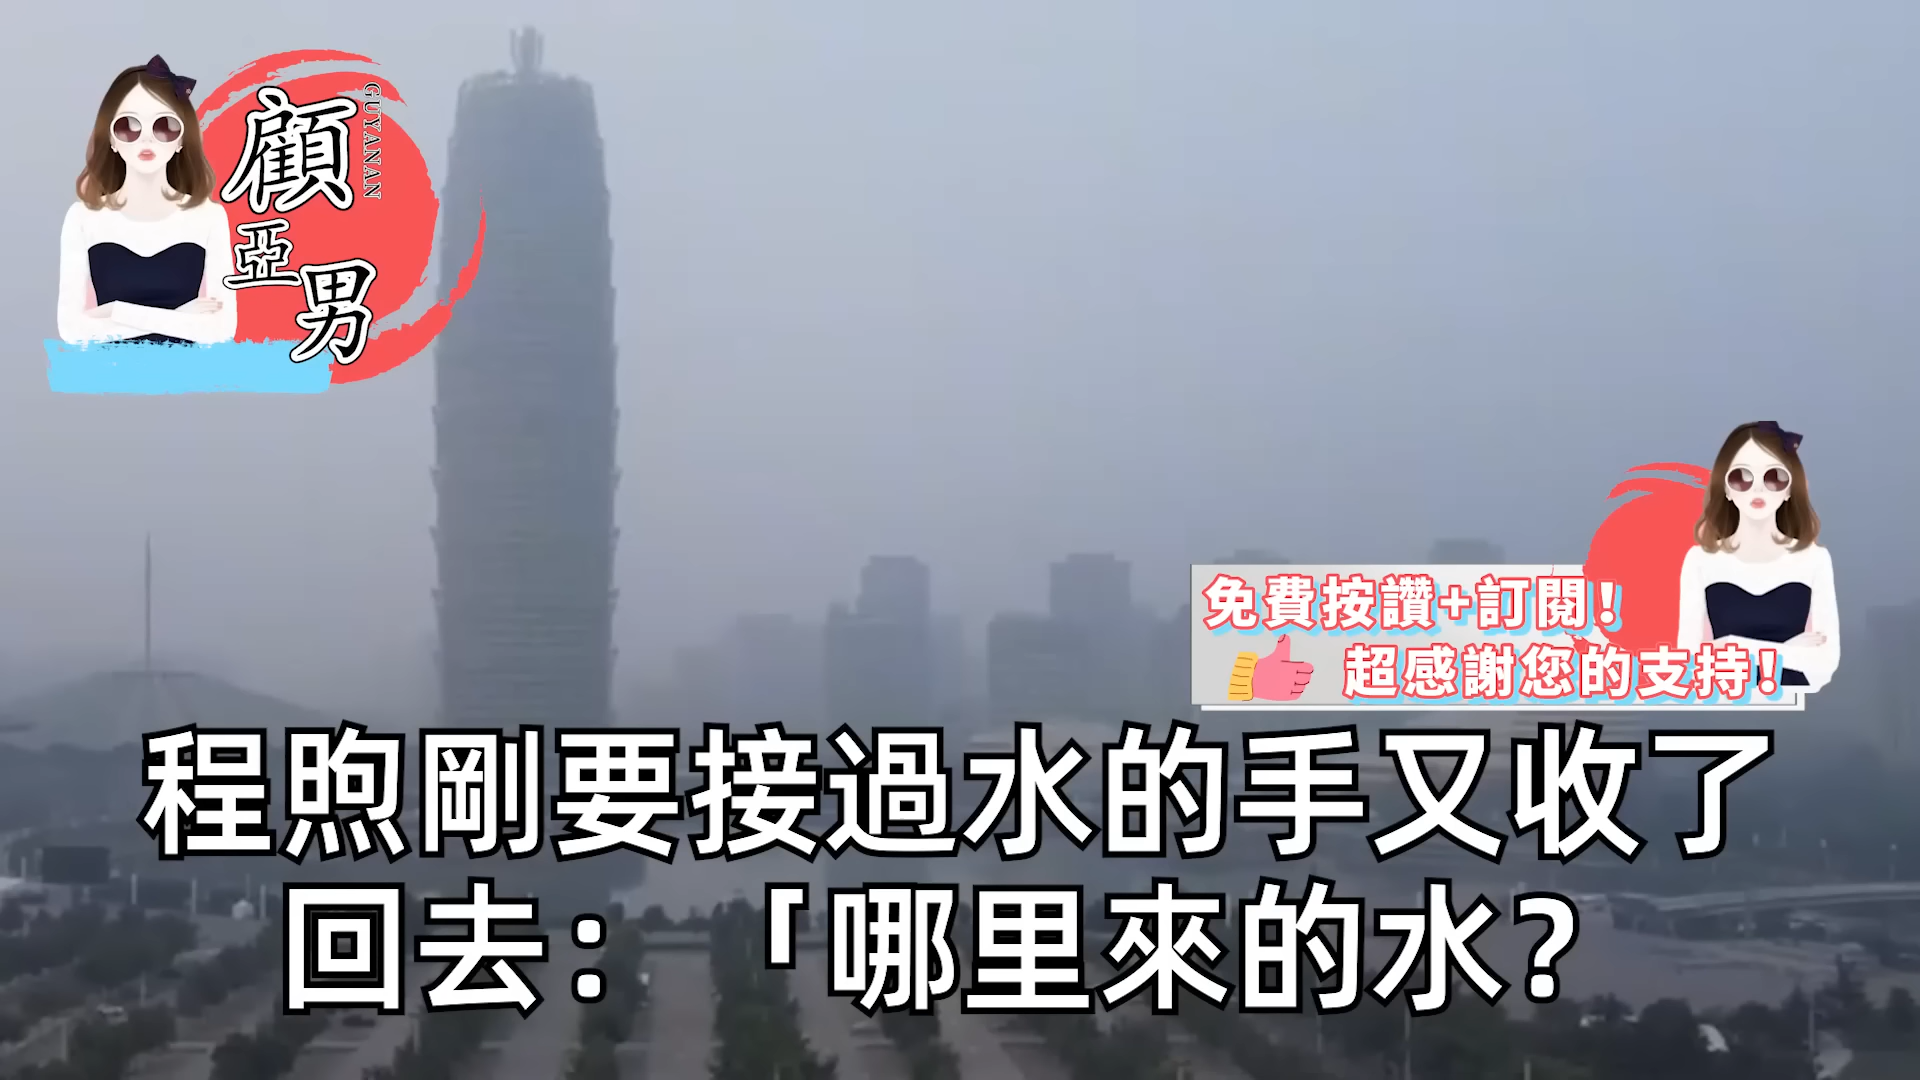 顧亞男
GUYANAN
免費按讚+訂閱!
超感謝您的支持!
程煦剛要接過水的手又收了
回去:「哪里來的水?